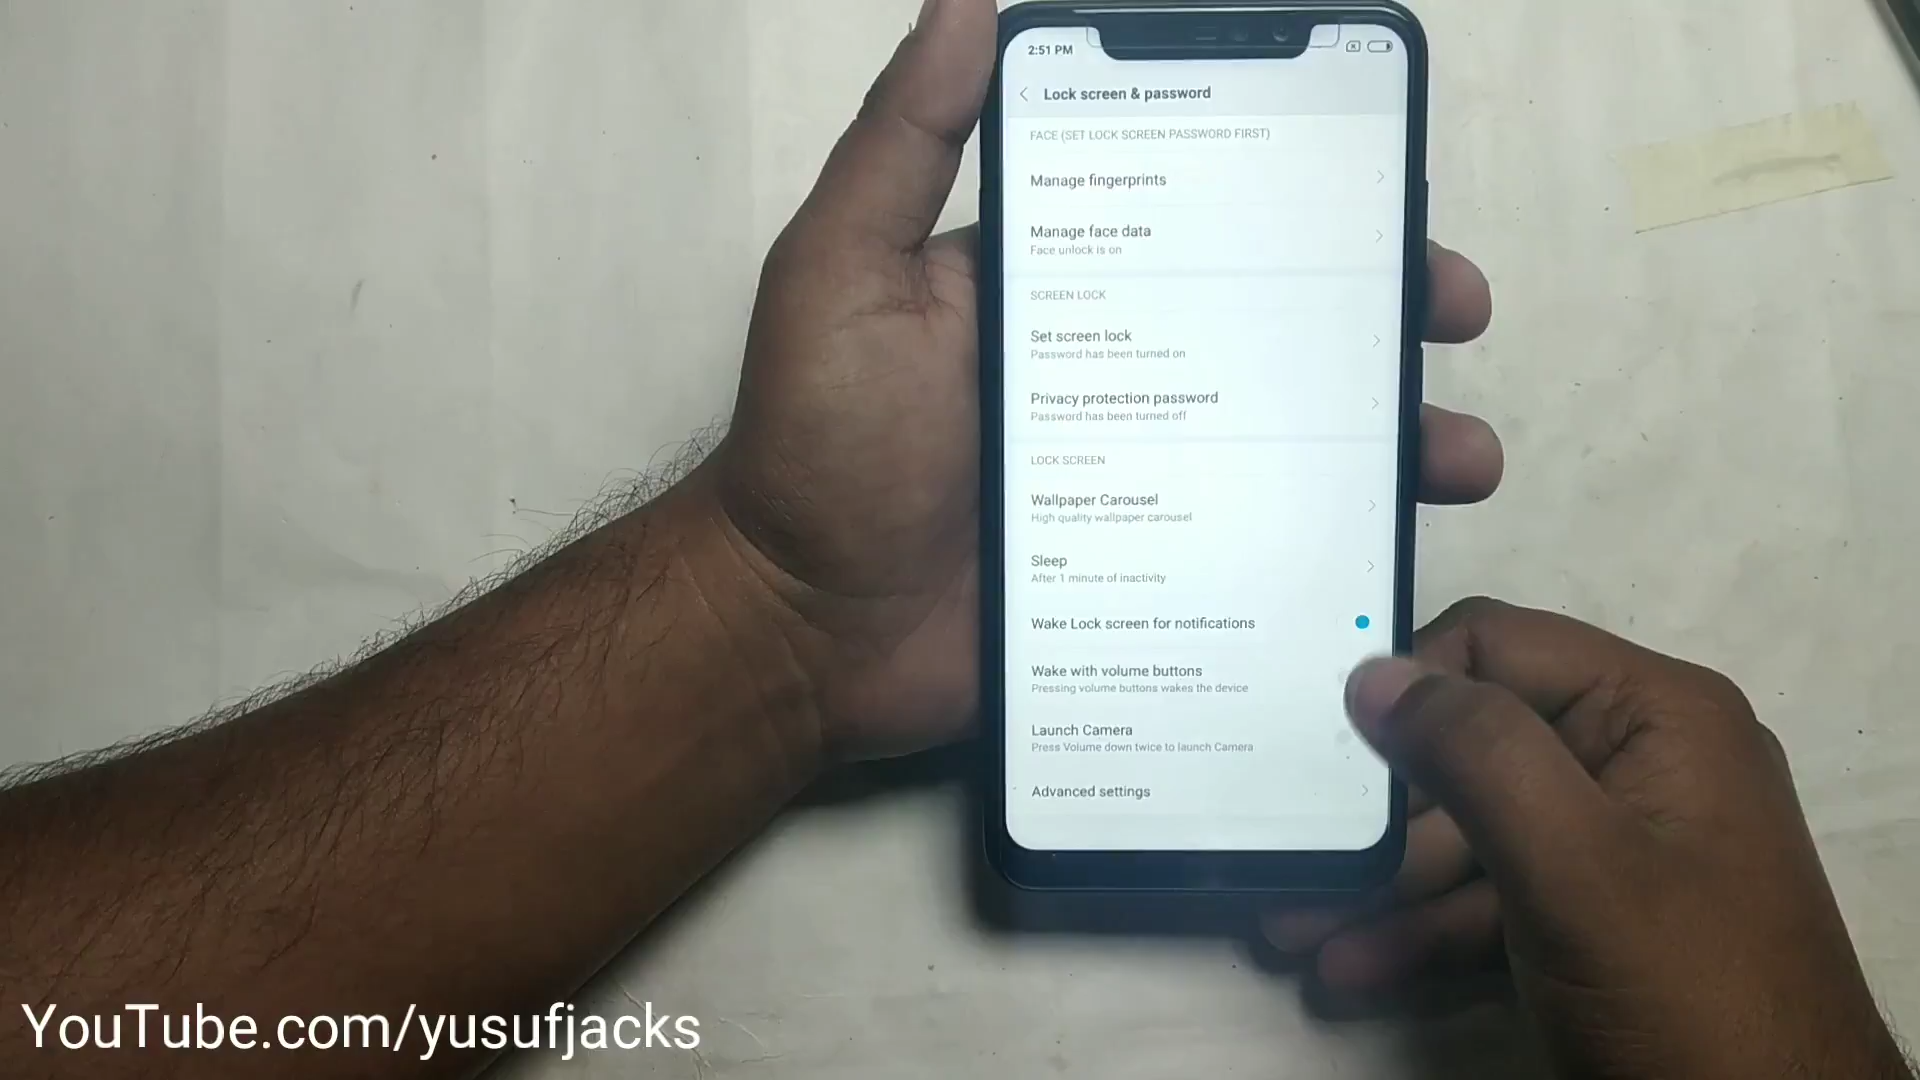 2:51 PM
Lock screen & password
FACE (SET LOCK SCREEN PASSWORD FIRST)
Manage fingerprints
Manage face data
Face unlock is on
SCREEN LOCK
Set screen lock
Password has been turned on
Privacy protection password
Password has been turned off
LOCK SCREEN
Wallpaper Carousel
High quality wallpaper carousel
Sleep
After 1 minute of inactivity
Wake Lock screen for notifications
Wake with volume buttons
Pressing volume buttons wakes the device
Launch Camera
Press Volume down twice to launch Camera
Advanced settings
YouTube.com/yusufjacks